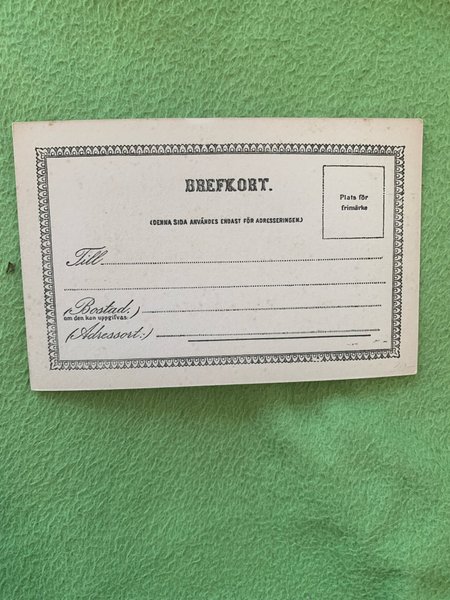 BREFKORT.
Plats för
frimärke
(DENNA SIDA ANVÄNDES ENDAST FÖR ADRESSERINGEN.)
Till
(Bostad:)
om den kan uppgifvas.
(Adressort:)